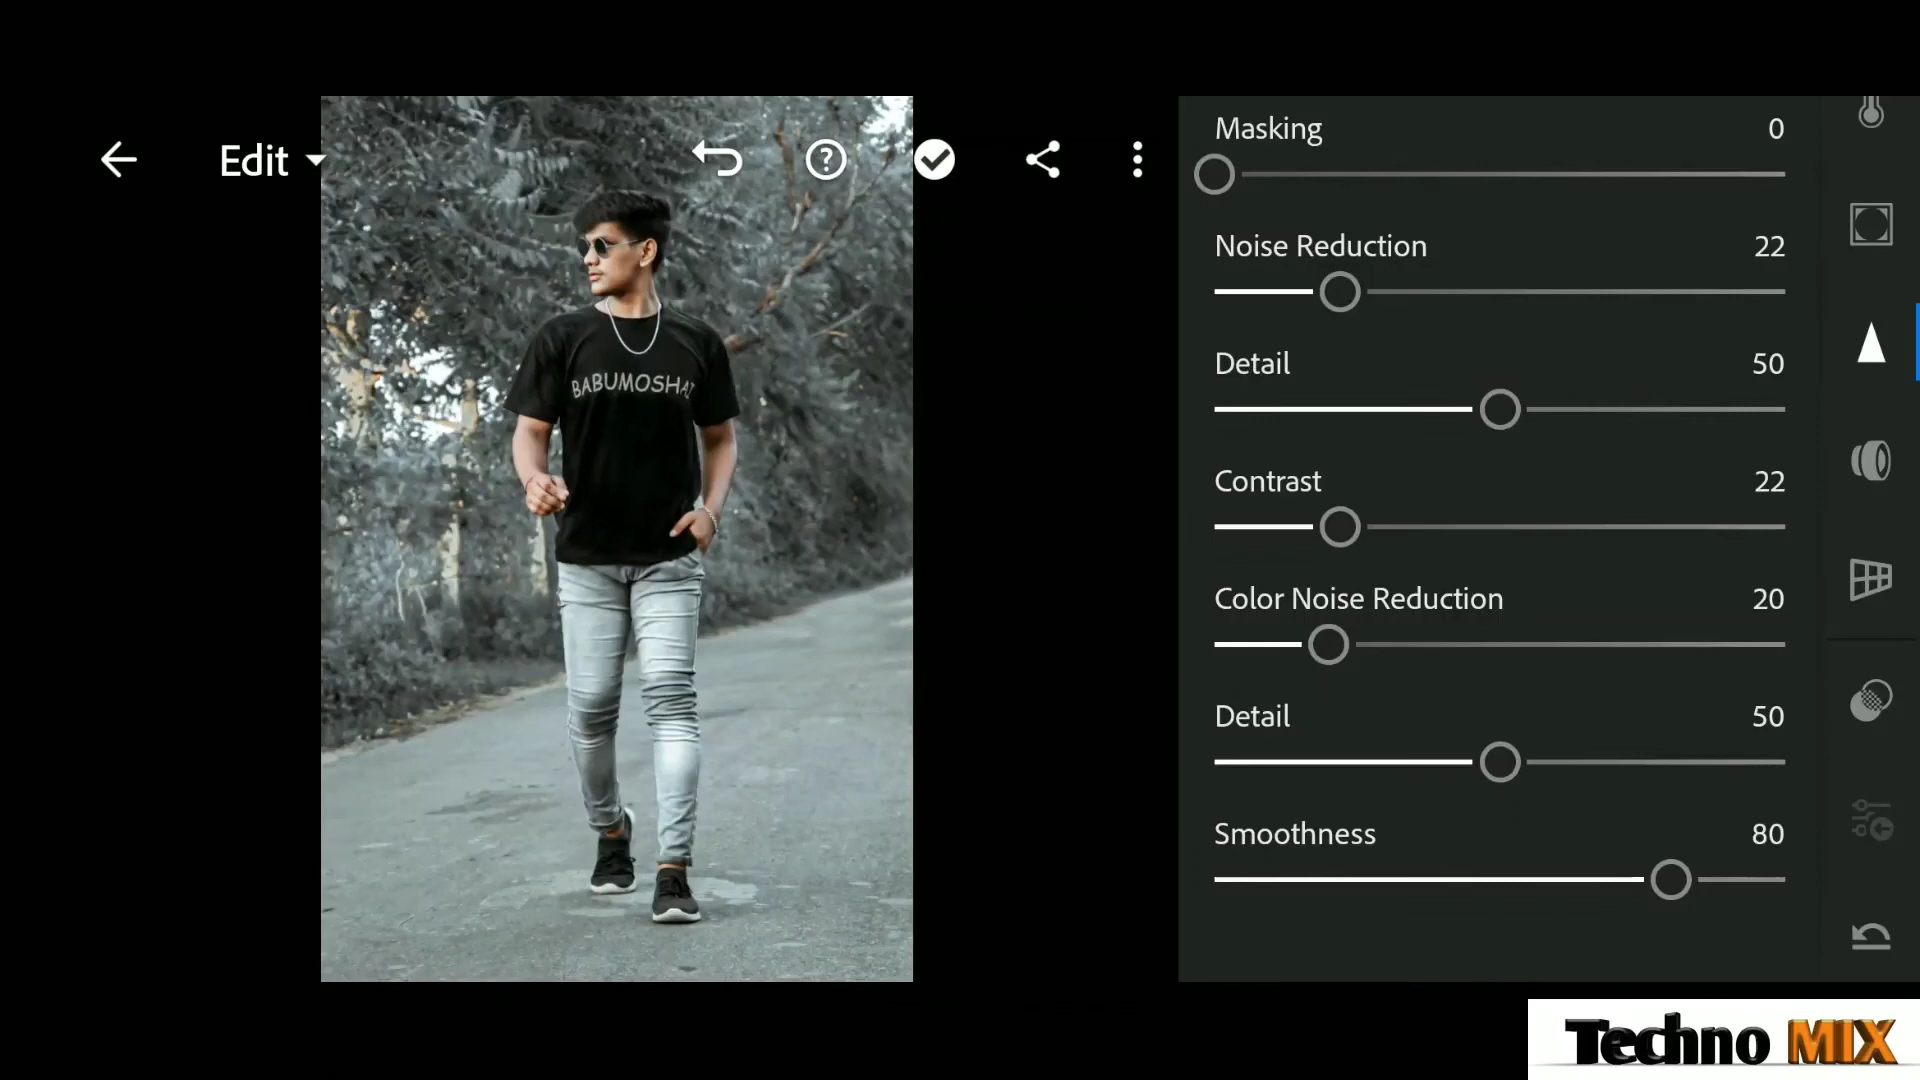 Edit
BABUMOSHAI
Masking 0
Noise Reduction 22
Detail 50
Contrast 22
Color Noise Reduction 20
Detail 50
Smoothness 80
Techno MIX